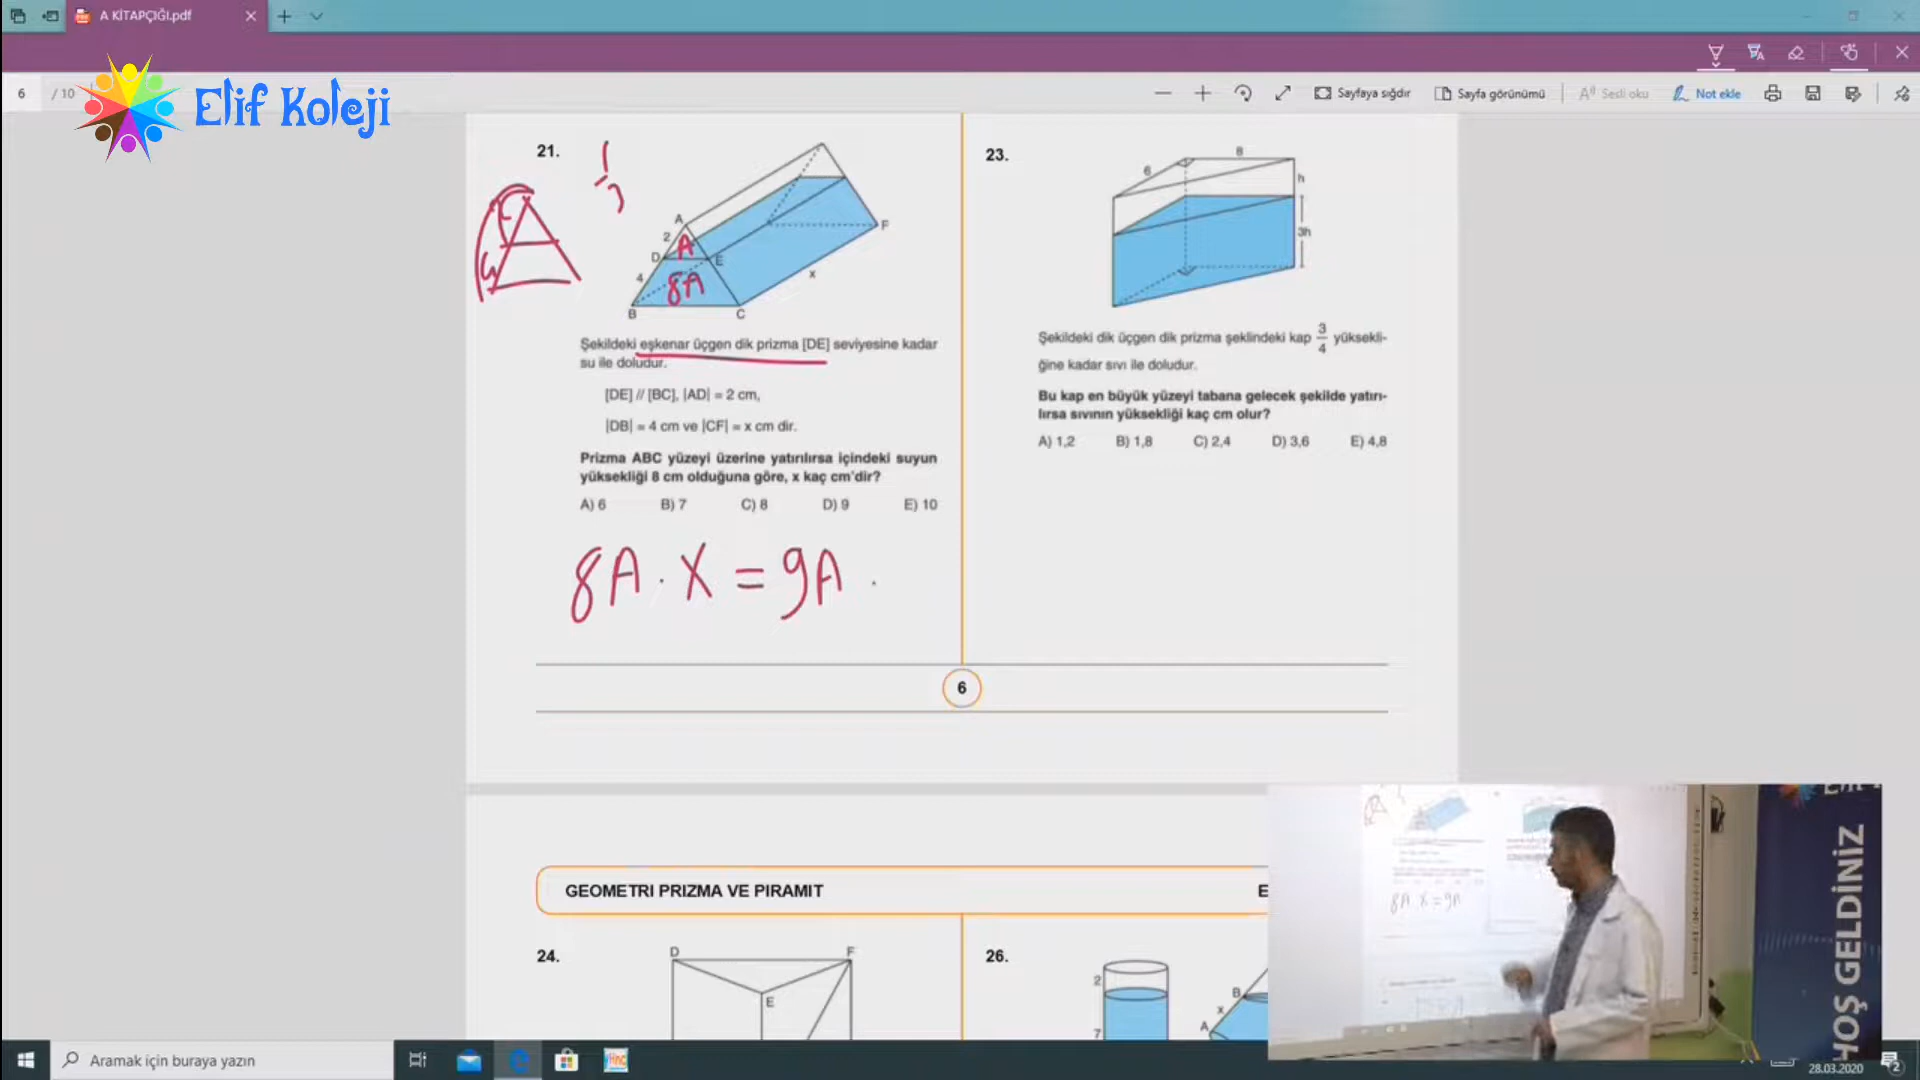 A KİTAPÇIĞI.pdf
6 / 10
Elif Koleji
Sayfaya sığdır
Sayfa görünümü
Sesli oku
Not ekle
21.
1
3
A
2
D
E
4
B
C
F
x
A
8A
Şekildeki eşkenar üçgen dik prizma [DE] seviyesine kadar
su ile doludur.
[DE] // [BC], |AD| = 2 cm,
|DB| = 4 cm ve |CF| = x cm dir.
Prizma ABC yüzeyi üzerine yatırılırsa içindeki suyun
yüksekliği 8 cm olduğuna göre, x kaç cm'dir?
A) 6 B) 7 C) 8 D) 9 E) 10
8A . X = 9A .
23.
6
8
h
3h
Şekildeki dik üçgen dik prizma şeklindeki kap 3/4 yüksekli-
ğine kadar sıvı ile doludur.
Bu kap en büyük yüzeyi tabana gelecek şekilde yatırı-
lırsa sıvının yüksekliği kaç cm olur?
A) 1,2 B) 1,8 C) 2,4 D) 3,6 E) 4,8
6
GEOMETRI PRIZMA VE PIRAMIT
E
24.
D
F
E
26.
2
7
B
x
A
8A X = 9A
HOŞ GELDİNİZ
Aramak için buraya yazın
28.03.2020
2